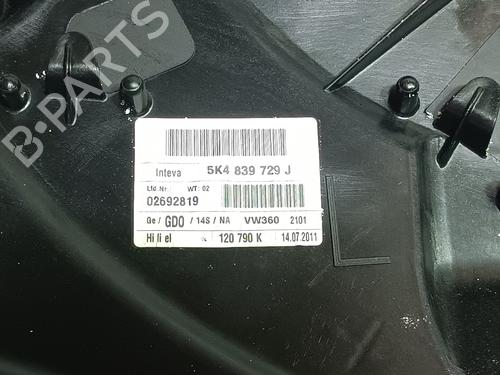 B-PARTS
Inteva 5K4 839 729 J
Lfd.Nr.: WT: 02
02692819
Ge / GDO / 14S / NA VW360 2101
Hi li el 120 790 K 14.07.2011
L